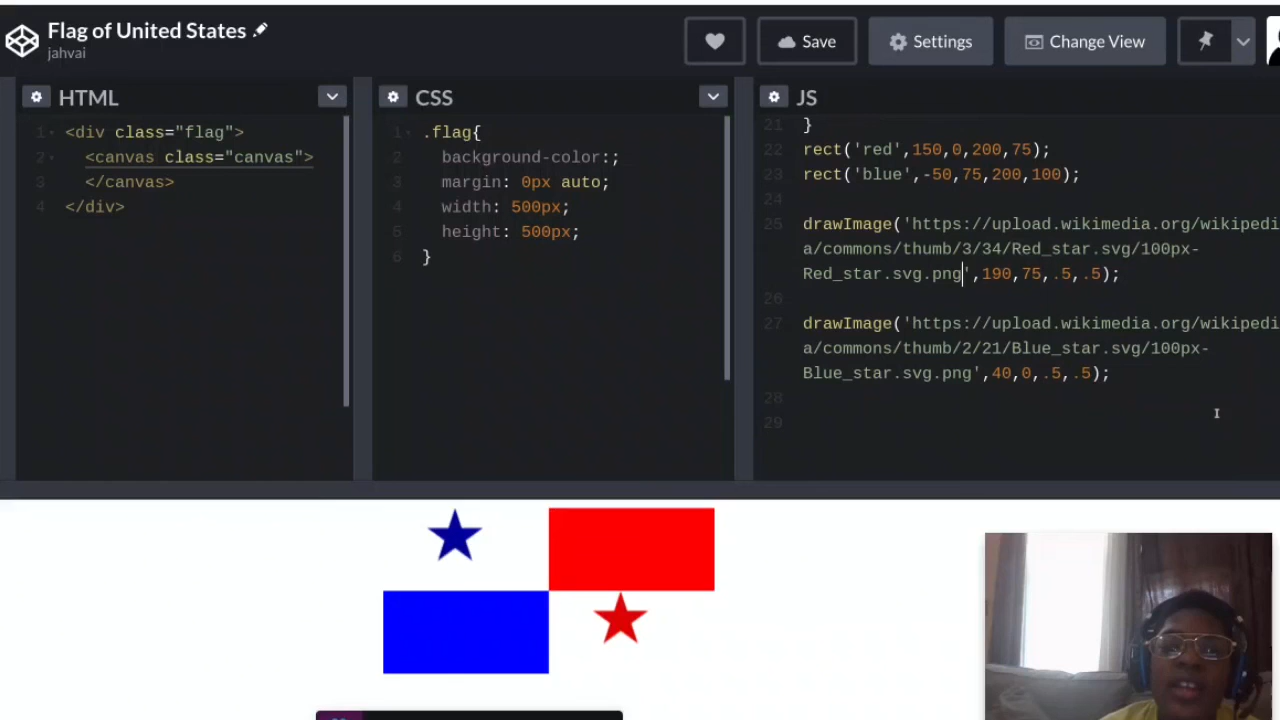 Flag of United States
jahvai
Save
Settings
Change View
HTML
CSS
JS
1 <div class="flag">
2 <canvas class="canvas">
3 </canvas>
4 </div>
1 .flag{
2 background-color:;
3 margin: 0px auto;
4 width: 500px;
5 height: 500px;
6 }
21 }
22 rect('red',150,0,200,75);
23 rect('blue',-50,75,200,100);
24
25 drawImage('https://upload.wikimedia.org/wikipedi
a/commons/thumb/3/34/Red_star.svg/100px-
Red_star.svg.png',190,75,.5,.5);
26
27 drawImage('https://upload.wikimedia.org/wikipedi
a/commons/thumb/2/21/Blue_star.svg/100px-
Blue_star.svg.png',40,0,.5,.5);
28
29